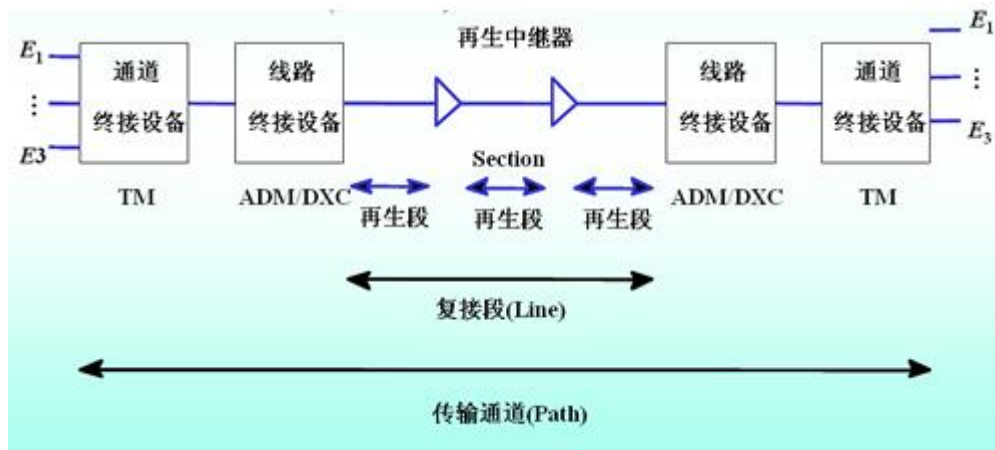 再生中继器
E1
⋮
E3
通道
终接设备
TM
线路
终接设备
ADM/DXC
Section
再生段
再生段
再生段
线路
终接设备
ADM/DXC
通道
终接设备
TM
E1
⋮
E3
复接段(Line)
传输通道(Path)